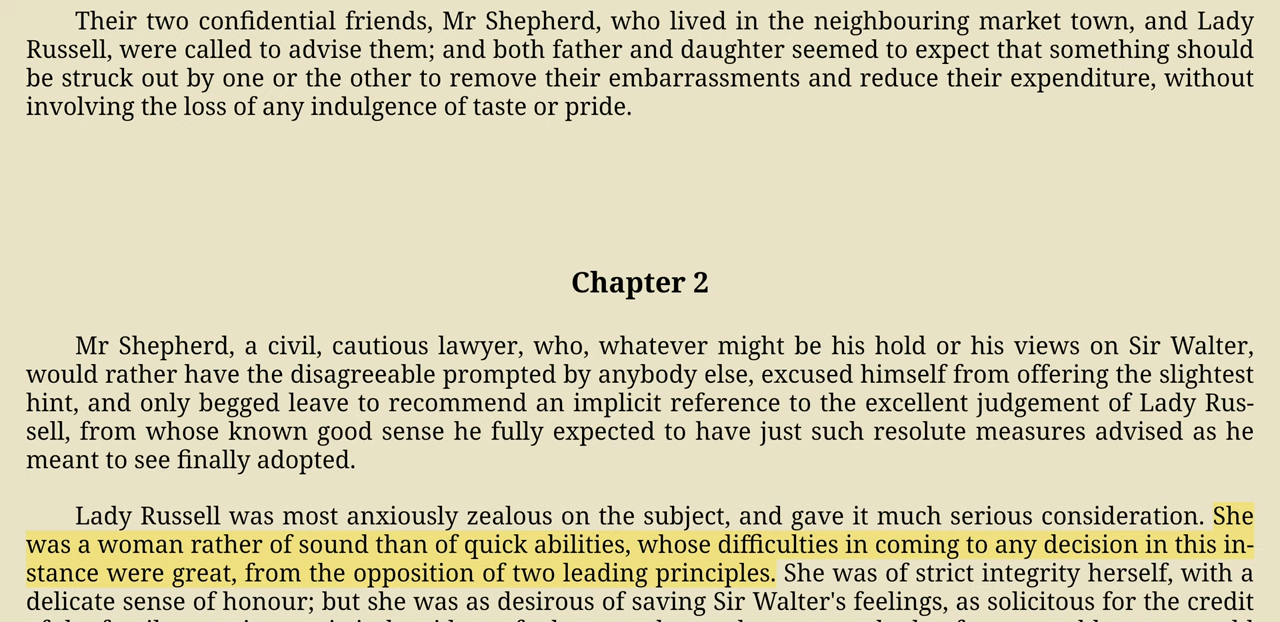 Their two confidential friends, Mr Shepherd, who lived in the neighbouring market town, and Lady
Russell, were called to advise them; and both father and daughter seemed to expect that something should
be struck out by one or the other to remove their embarrassments and reduce their expenditure, without
involving the loss of any indulgence of taste or pride.
Chapter 2
Mr Shepherd, a civil, cautious lawyer, who, whatever might be his hold or his views on Sir Walter,
would rather have the disagreeable prompted by anybody else, excused himself from offering the slightest
hint, and only begged leave to recommend an implicit reference to the excellent judgement of Lady Rus-
sell, from whose known good sense he fully expected to have just such resolute measures advised as he
meant to see finally adopted.
Lady Russell was most anxiously zealous on the subject, and gave it much serious consideration. She
was a woman rather of sound than of quick abilities, whose difficulties in coming to any decision in this in-
stance were great, from the opposition of two leading principles. She was of strict integrity herself, with a
delicate sense of honour; but she was as desirous of saving Sir Walter's feelings, as solicitous for the credit